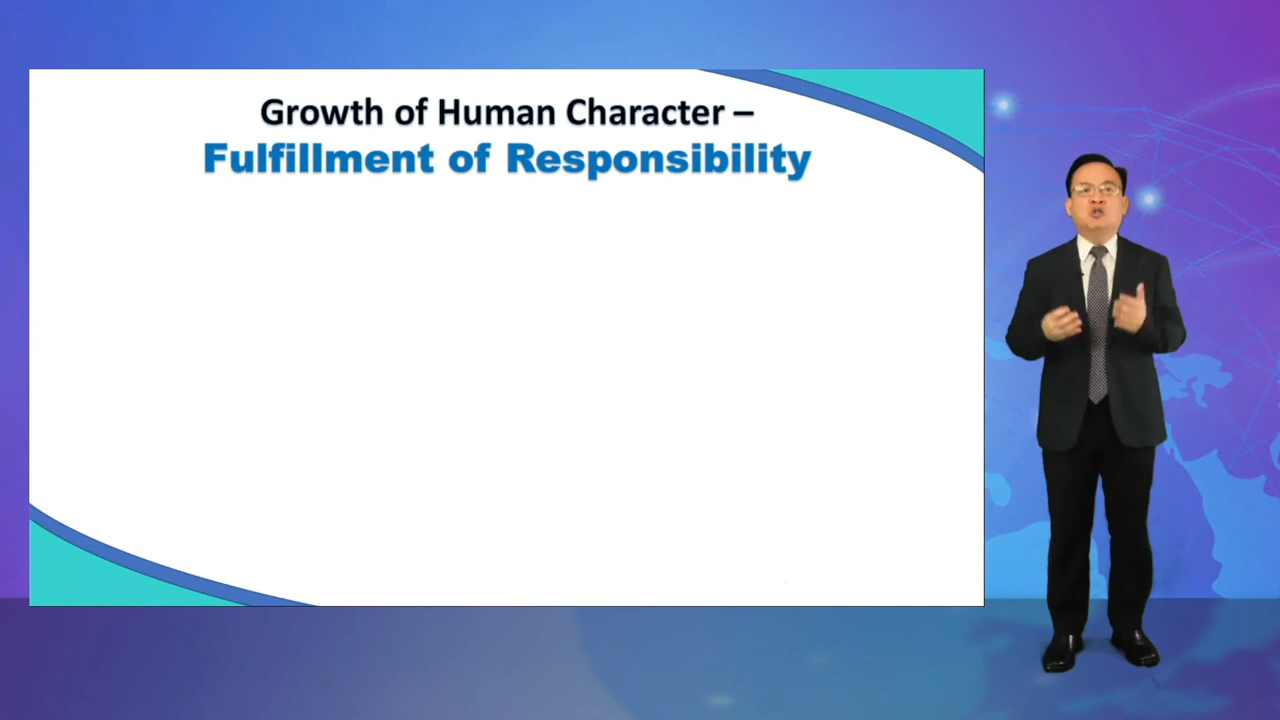 Growth of Human Character –
Fulfillment of Responsibility